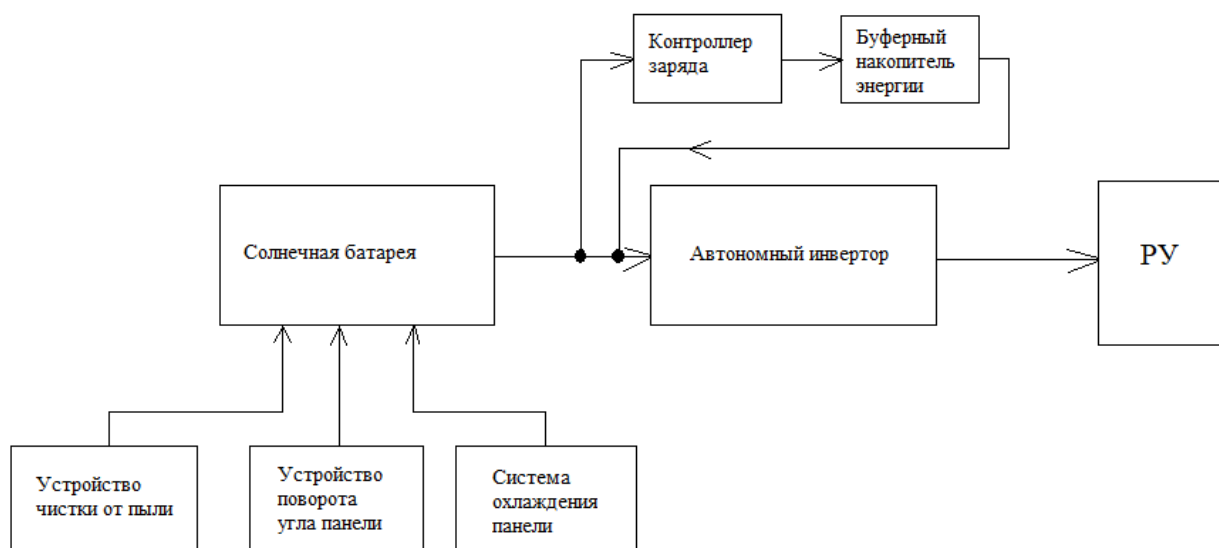 Контроллер
заряда
Буферный
накопитель
энергии
Солнечная батарея
Автономный инвертор
РУ
Устройство
чистки от пыли
Устройство
поворота
угла панели
Система
охлаждения
панели